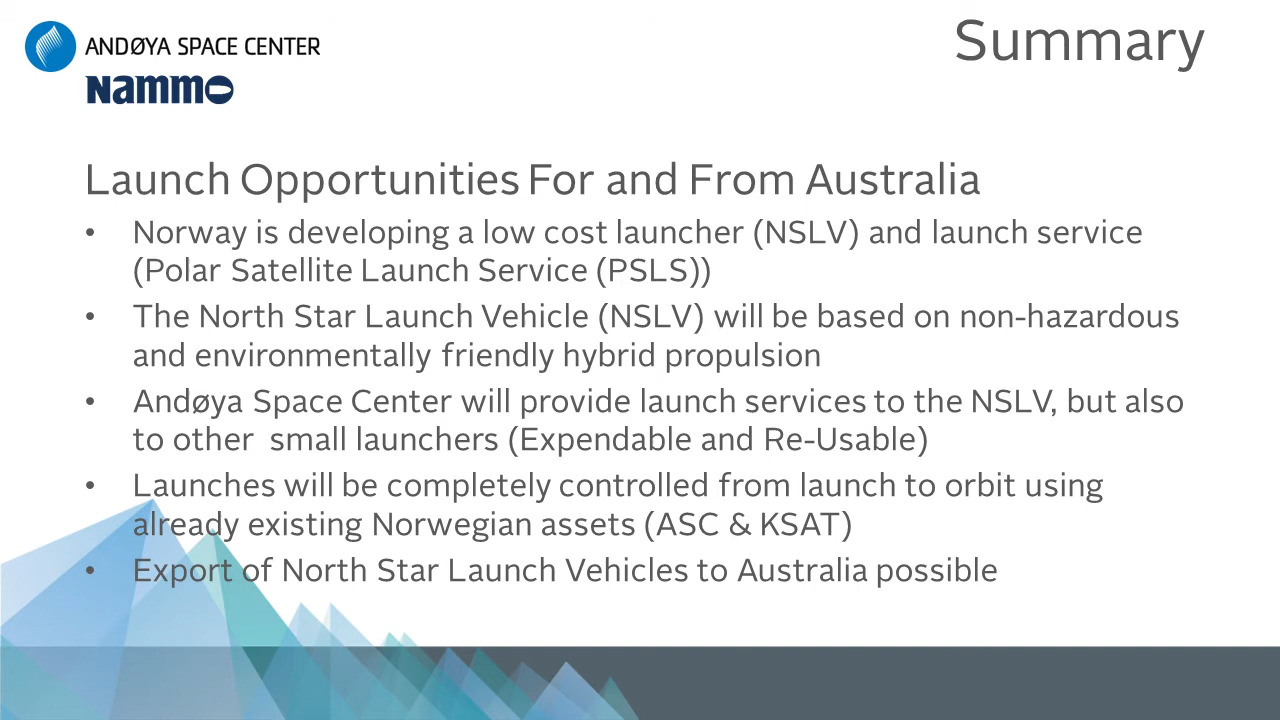 ANDØYA SPACE CENTER
Nammo
Summary
Launch Opportunities For and From Australia
• Norway is developing a low cost launcher (NSLV) and launch service
(Polar Satellite Launch Service (PSLS))
• The North Star Launch Vehicle (NSLV) will be based on non-hazardous
and environmentally friendly hybrid propulsion
• Andøya Space Center will provide launch services to the NSLV, but also
to other  small launchers (Expendable and Re-Usable)
• Launches will be completely controlled from launch to orbit using
already existing Norwegian assets (ASC & KSAT)
• Export of North Star Launch Vehicles to Australia possible